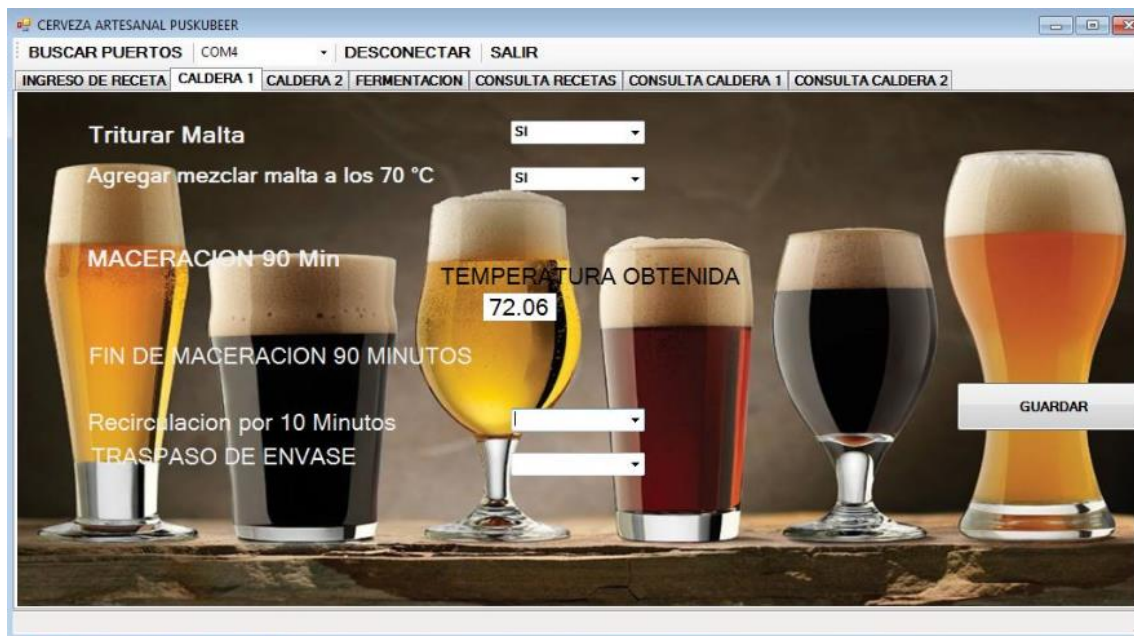 CERVEZA ARTESANAL PUSKUBEER
BUSCAR PUERTOS COM4 DESCONECTAR SALIR
INGRESO DE RECETA CALDERA 1 CALDERA 2 FERMENTACION CONSULTA RECETAS CONSULTA CALDERA 1 CONSULTA CALDERA 2
Triturar Malta SI
Agregar mezclar malta a los 70 °C SI
MACERACION 90 Min
TEMPERATURA OBTENIDA
72.06
FIN DE MACERACION 90 MINUTOS
GUARDAR
Recirculacion por 10 Minutos
TRASPASO DE ENVASE